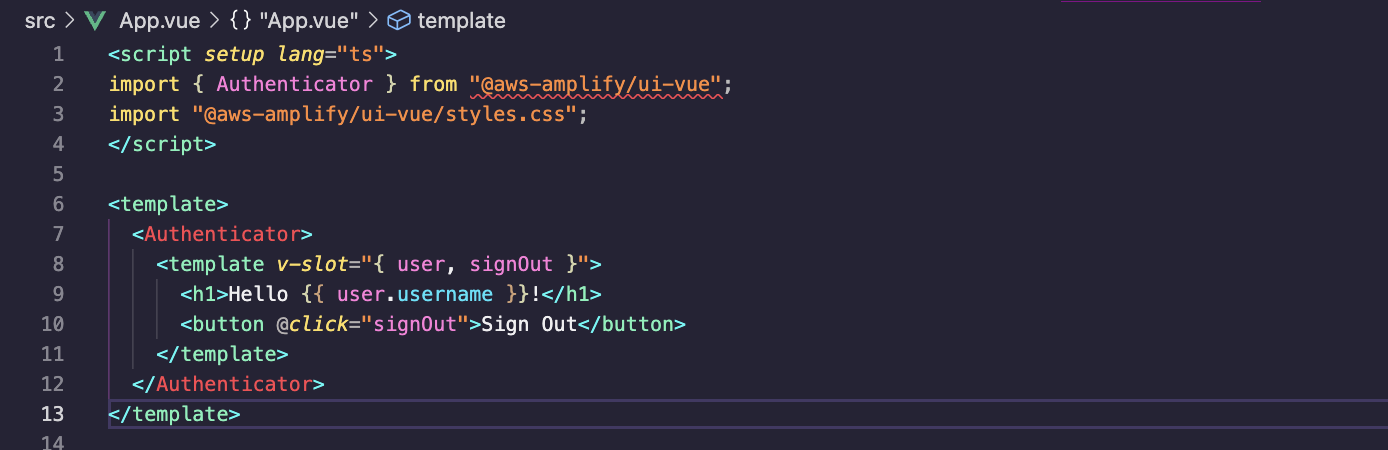 src > App.vue > {} "App.vue" > template
1 <script setup lang="ts">
2 import { Authenticator } from "@aws-amplify/ui-vue";
3 import "@aws-amplify/ui-vue/styles.css";
4 </script>
5
6 <template>
7   <Authenticator>
8     <template v-slot="{ user, signOut }">
9       <h1>Hello {{ user.username }}!</h1>
10       <button @click="signOut">Sign Out</button>
11     </template>
12   </Authenticator>
13 </template>
14